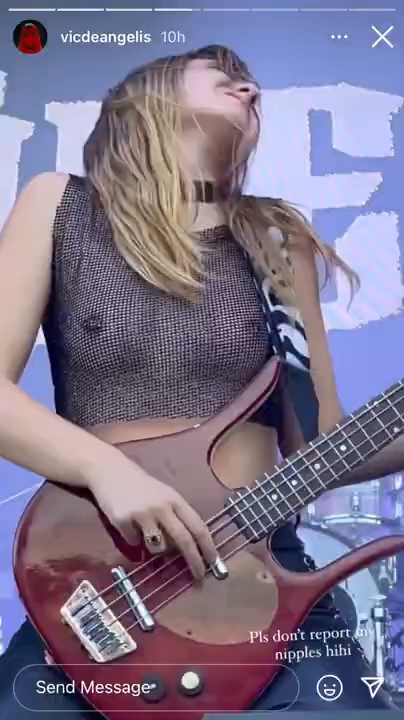 vicdeangelis 10h
Pls don't report my
nipples hihi
Send Message